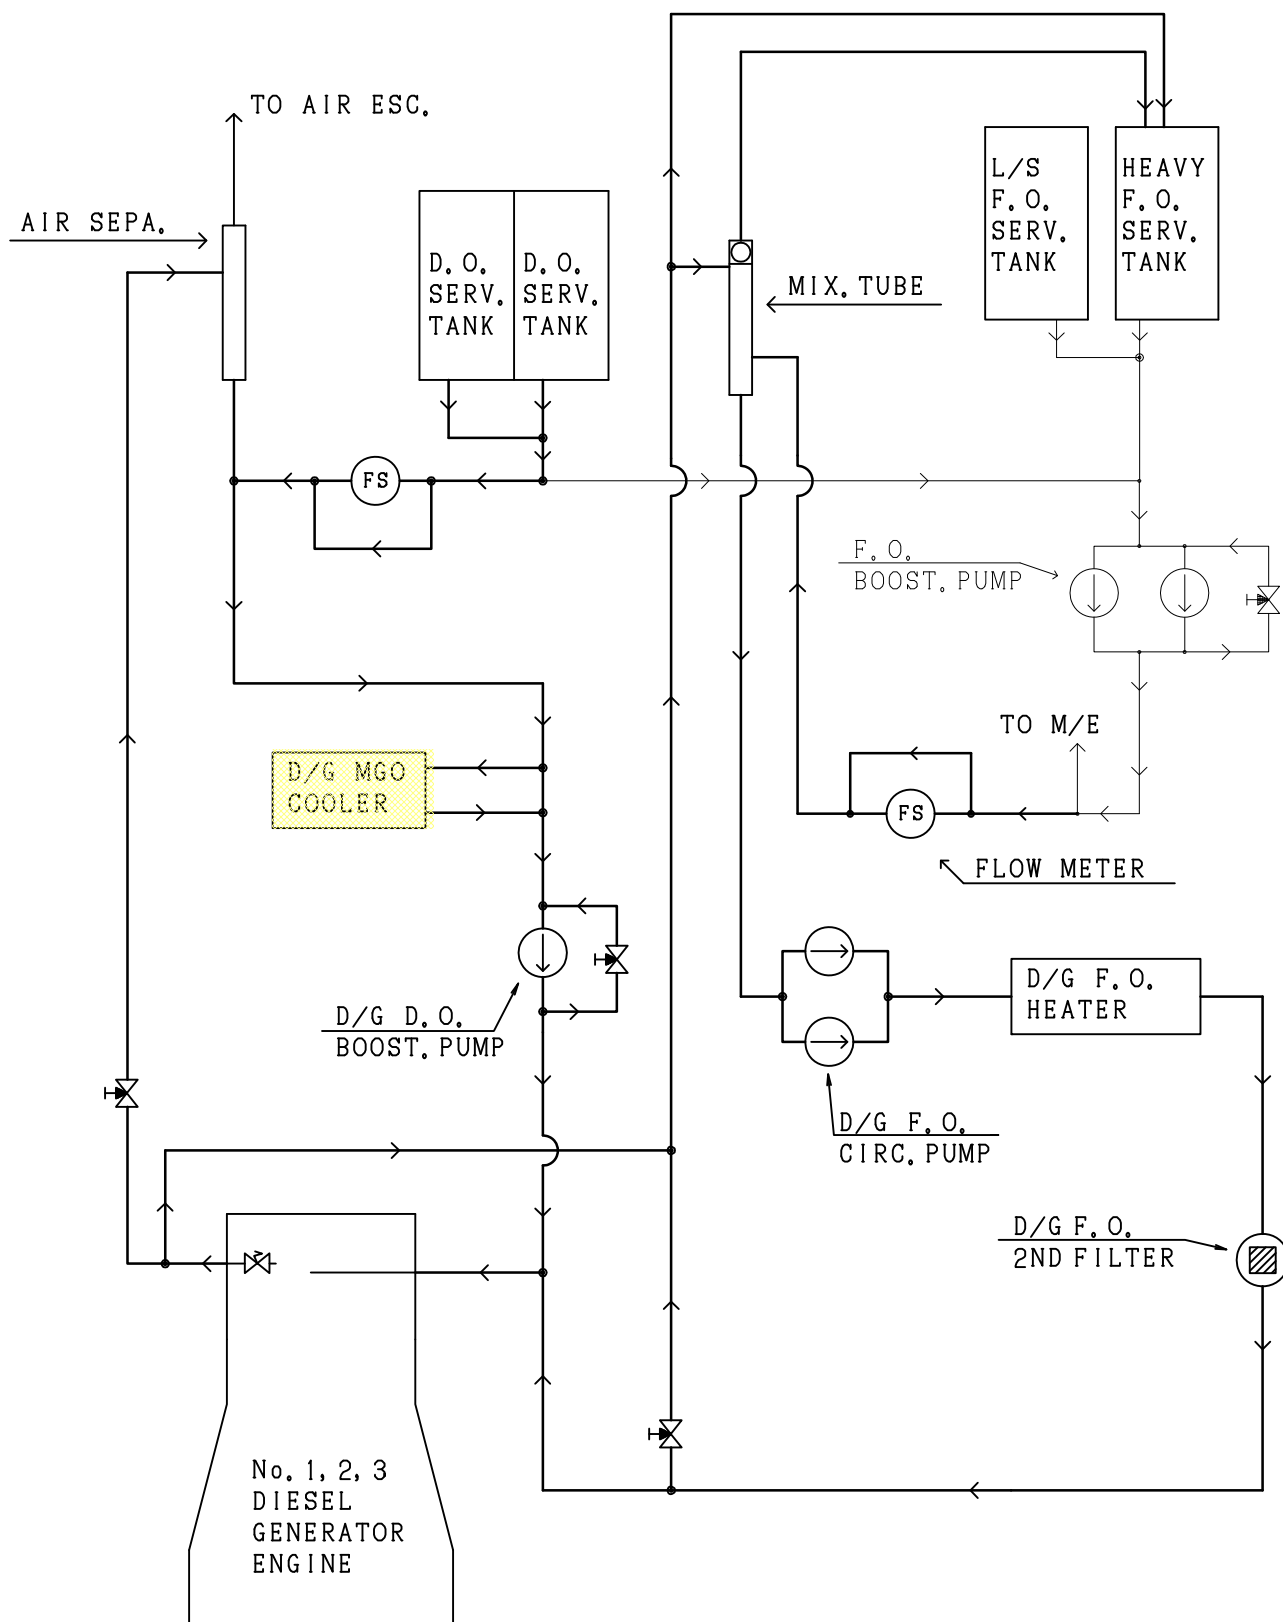 TO AIR ESC.
AIR SEPA.
D.O.
SERV.
TANK
D.O.
SERV.
TANK
L/S
F.O.
SERV.
TANK
HEAVY
F.O.
SERV.
TANK
MIX. TUBE
FS
F.O.
BOOST. PUMP
TO M/E
D/G MGO
COOLER
FS
FLOW METER
D/G D.O.
BOOST. PUMP
D/G F.O.
HEATER
D/G F.O.
CIRC. PUMP
D/G F.O.
2ND FILTER
No. 1, 2, 3
DIESEL
GENERATOR
ENGINE